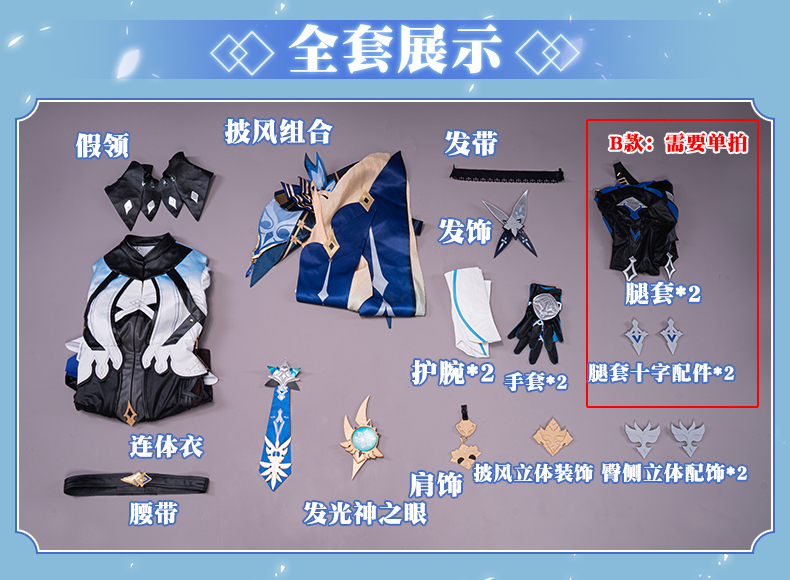 全套展示
假领
披风组合
发带
B款：需要单拍
发饰
腿套*2
护腕*2
手套*2
腿套十字配件*2
连体衣
肩饰
披风立体装饰
臀侧立体配饰*2
腰带
发光神之眼